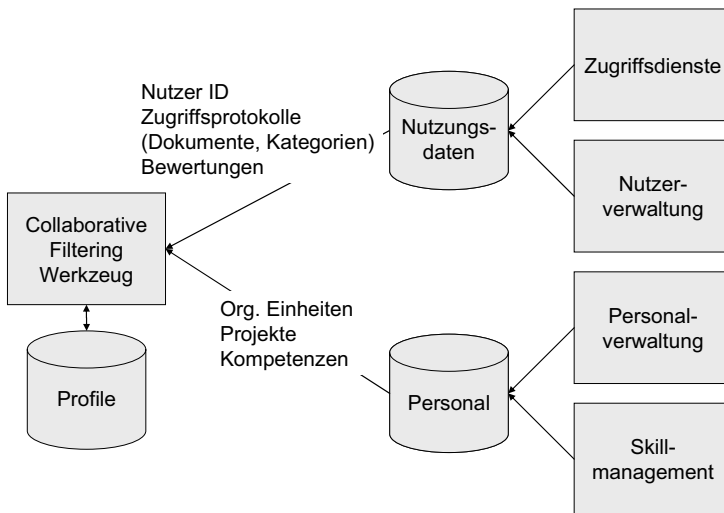 Zugriffsdienste
Nutzer ID
Zugriffsprotokolle
(Dokumente, Kategorien)
Bewertungen
Nutzungs-
daten
Nutzer-
verwaltung
Collaborative
Filtering
Werkzeug
Org. Einheiten
Projekte
Kompetenzen
Personal-
verwaltung
Profile
Personal
Skill-
management